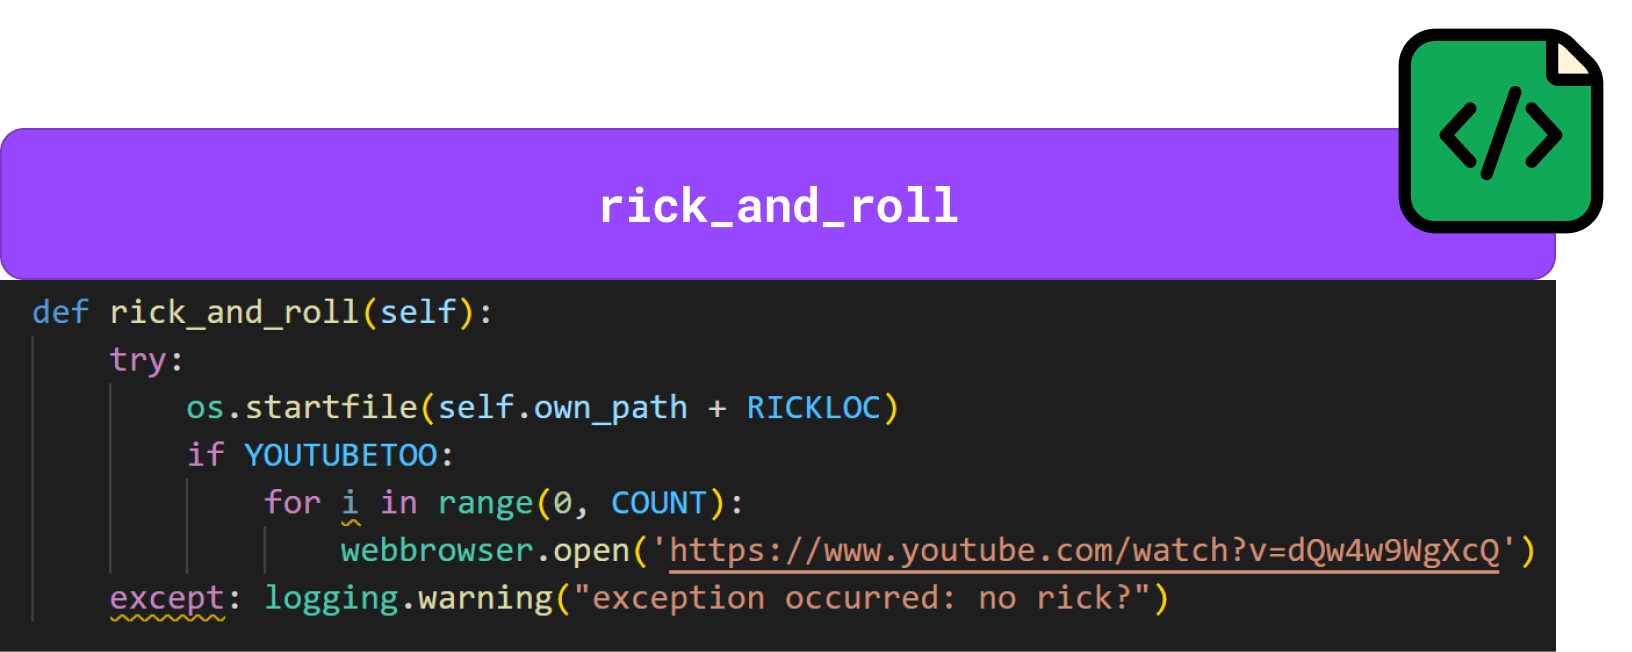 </>
rick_and_roll
def rick_and_roll(self):
try:
os.startfile(self.own_path + RICKLOC)
if YOUTUBETOO:
for i in range(0, COUNT):
webbrowser.open('https://www.youtube.com/watch?v=dQw4w9WgXcQ')
except: logging.warning("exception occurred: no rick?")